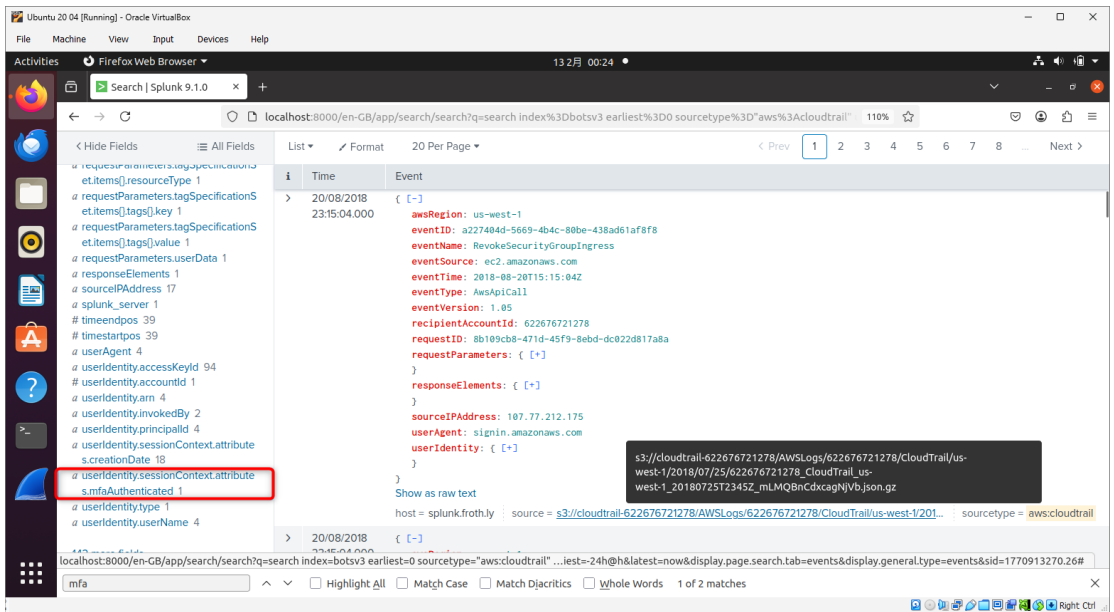 Ubuntu 20 04 [Running] - Oracle VirtualBox
File Machine View Input Devices Help
Activities Firefox Web Browser 13 2月 00:24
Search | Splunk 9.1.0
localhost:8000/en-GB/app/search/search?q=search index%3Dbotsv3 earliest%3D0 sourcetype%3D"aws%3Acloudtrail" 110%
Hide Fields All Fields
requestParameters.tagSpecificationS
et.items{}.resourceType 1
a requestParameters.tagSpecificationS
et.items{}.tags{}.key 1
a requestParameters.tagSpecificationS
et.items{}.tags{}.value 1
a requestParameters.userData 1
a responseElements 1
a sourceIPAddress 17
a splunk_server 1
# timeendpos 39
# timestartpos 39
a userAgent 4
a userIdentity.accessKeyId 94
# userIdentity.accountId 1
a userIdentity.arn 4
a userIdentity.invokedBy 2
a userIdentity.principalId 4
a userIdentity.sessionContext.attribute
s.creationDate 18
a userIdentity.sessionContext.attribute
s.mfaAuthenticated 1
a userIdentity.type 1
a userIdentity.userName 4
List Format 20 Per Page < Prev 1 2 3 4 5 6 7 8 ... Next >
i Time Event
> 20/08/2018 { [-]
23:15:04.000 awsRegion: us-west-1
eventID: a227404d-5669-4b4c-80be-438ad61af8f8
eventName: RevokeSecurityGroupIngress
eventSource: ec2.amazonaws.com
eventTime: 2018-08-20T15:15:04Z
eventType: AwsApiCall
eventVersion: 1.05
recipientAccountId: 622676721278
requestID: 8b109cb8-471d-45f9-8ebd-dc022d817a8a
requestParameters: { [+]
}
responseElements: { [+]
}
sourceIPAddress: 107.77.212.175
userAgent: signin.amazonaws.com
userIdentity: { [+]
}
}
Show as raw text
s3://cloudtrail-622676721278/AWSLogs/622676721278/CloudTrail/us-
west-1/2018/07/25/622676721278_CloudTrail_us-
west-1_20180725T2345Z_mLMQBnCdxcagNjVb.json.gz
host = splunk.froth.ly source = s3://cloudtrail-622676721278/AWSLogs/622676721278/CloudTrail/us-west-1/201... sourcetype = aws:cloudtrail
> 20/08/2018 { [-]
localhost:8000/en-GB/app/search/search?q=search index=botsv3 earliest=0 sourcetype="aws:cloudtrail" ...iest=-24h@h&latest=now&display.page.search.tab=events&display.general.type=events&sid=1770913270.26#
mfa Highlight All Match Case Match Diacritics Whole Words 1 of 2 matches
Right Ctrl